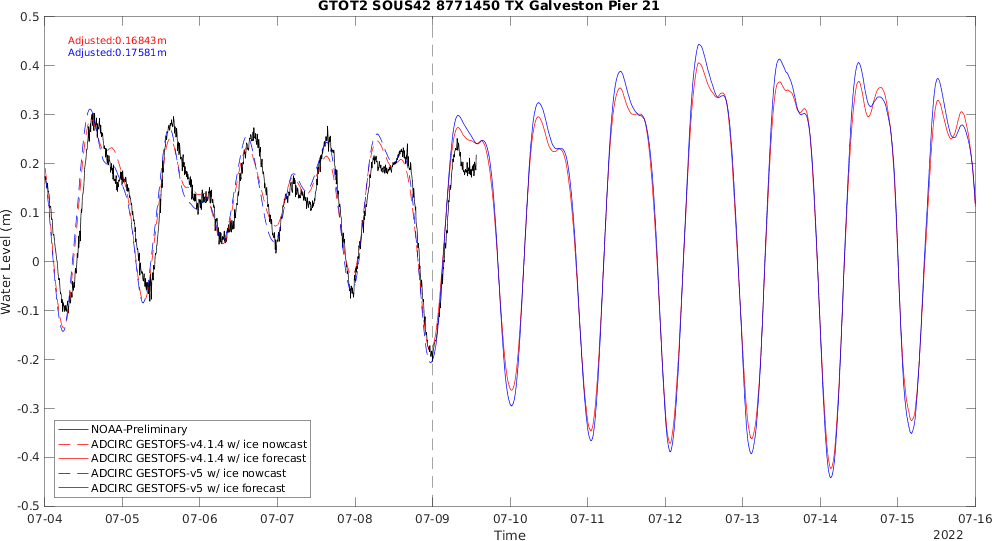 GTOT2 SOUS42 8771450 TX Galveston Pier 21
Adjusted:0.16843m
Adjusted:0.17581m
0.5
0.4
0.3
0.2
0.1
0
-0.1
-0.2
-0.3
-0.4
-0.5
Water Level (m)
NOAA-Preliminary
ADCIRC GESTOFS-v4.1.4 w/ ice nowcast
ADCIRC GESTOFS-v4.1.4 w/ ice forecast
ADCIRC GESTOFS-v5 w/ ice nowcast
ADCIRC GESTOFS-v5 w/ ice forecast
07-04 07-05 07-06 07-07 07-08 07-09 07-10 07-11 07-12 07-13 07-14 07-15 07-16
Time
2022